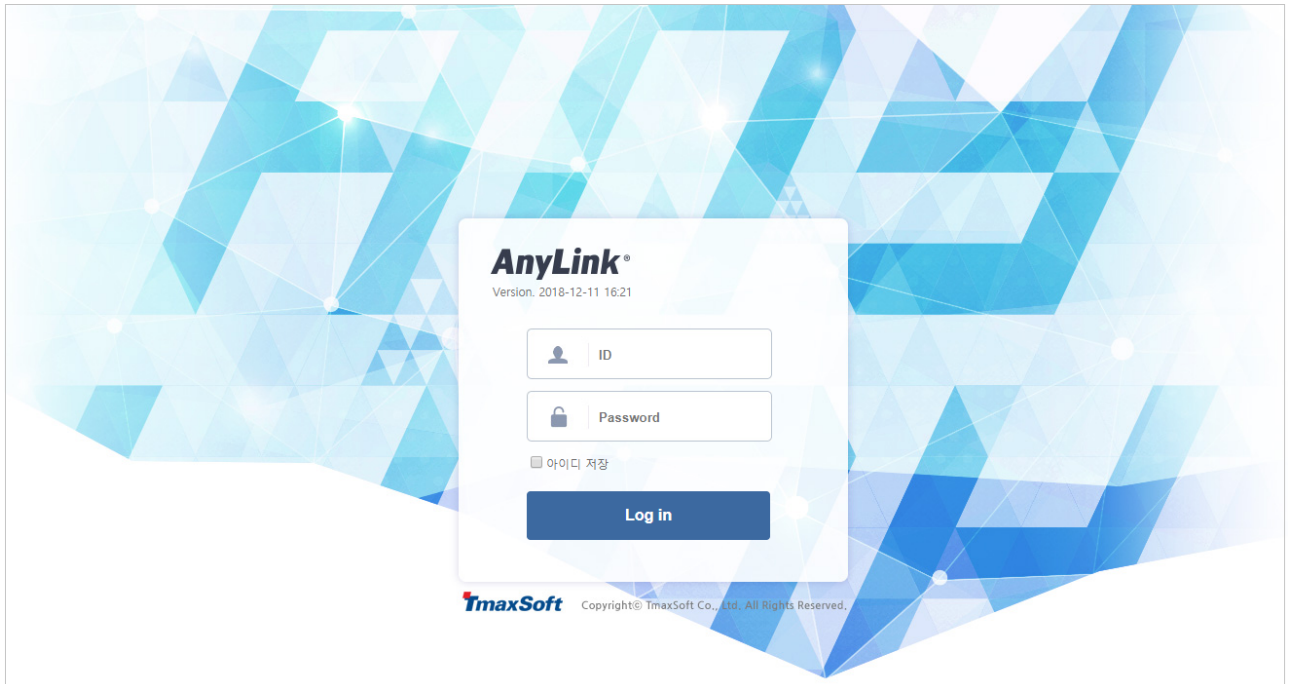 AnyLink®
Version. 2018-12-11 16:21
ID
Password
아이디 저장
Log in
TmaxSoft Copyright© TmaxSoft Co., Ltd. All Rights Reserved.